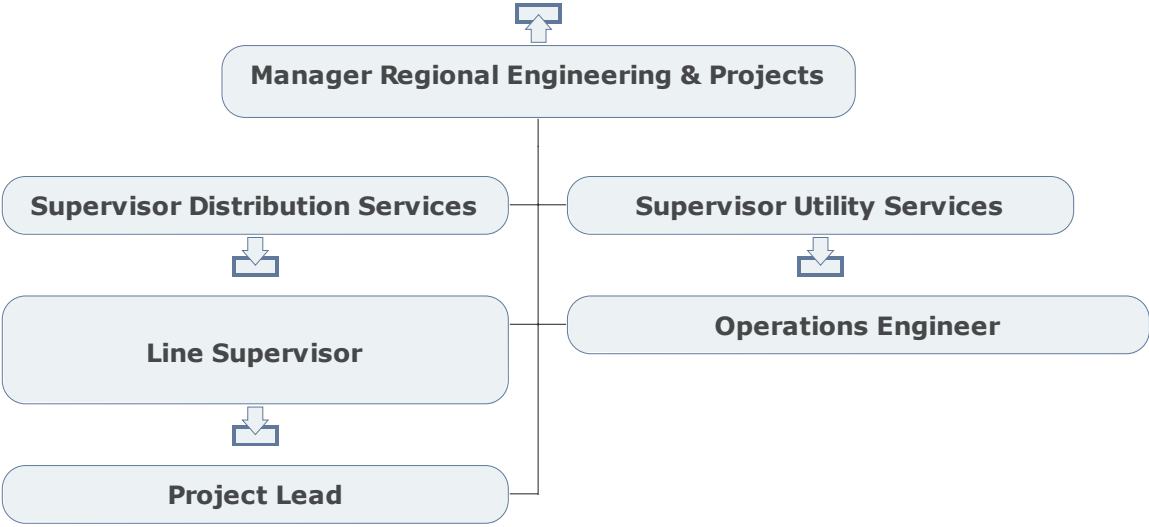 Manager Regional Engineering & Projects
Supervisor Distribution Services
Supervisor Utility Services
Line Supervisor
Operations Engineer
Project Lead